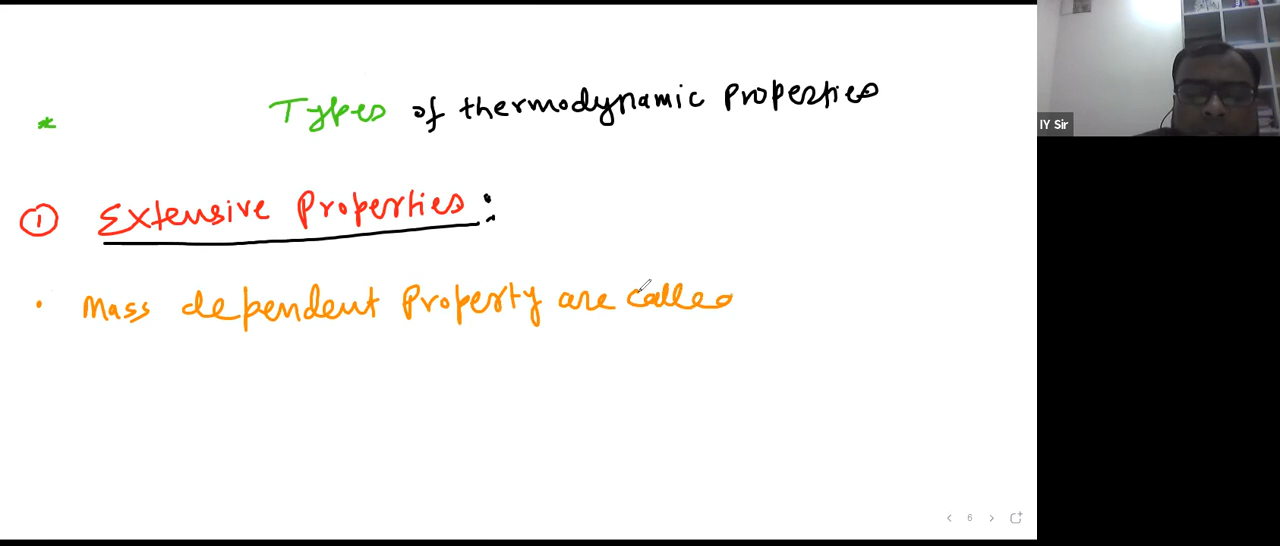 * Types of thermodynamic Properties
IY Sir
① Extensive Properties:
• Mass dependent Property are called
6